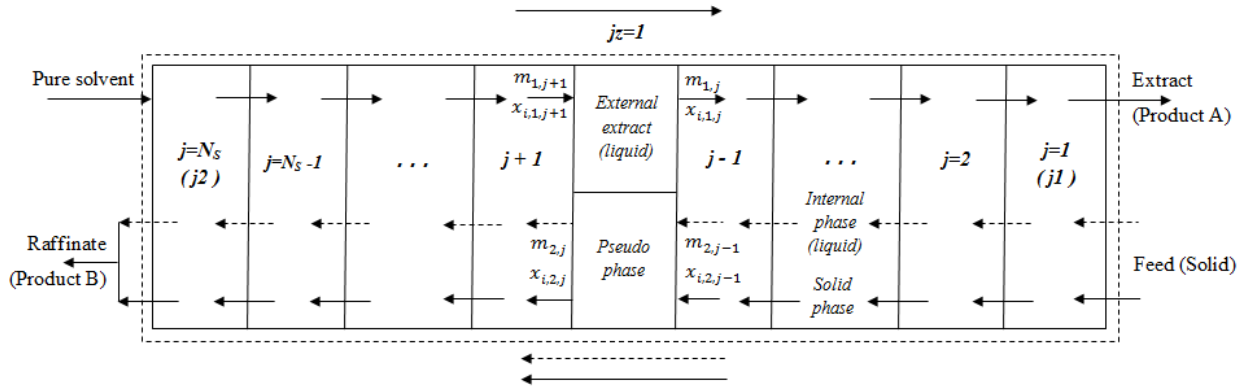 jz=1
Pure solvent
m₁,ⱼ₊₁
xᵢ,₁,ⱼ₊₁
External
extract
(liquid)
m₁,ⱼ
xᵢ,₁,ⱼ
Extract
(Product A)
j=N_S
(j2)
j=N_S -1
. . .
j + 1
j - 1
. . .
j=2
j=1
(j1)
Internal
phase
(liquid)
Raffinate
(Product B)
m₂,ⱼ
xᵢ,₂,ⱼ
Pseudo
phase
m₂,ⱼ₋₁
xᵢ,₂,ⱼ₋₁
Solid
phase
Feed (Solid)